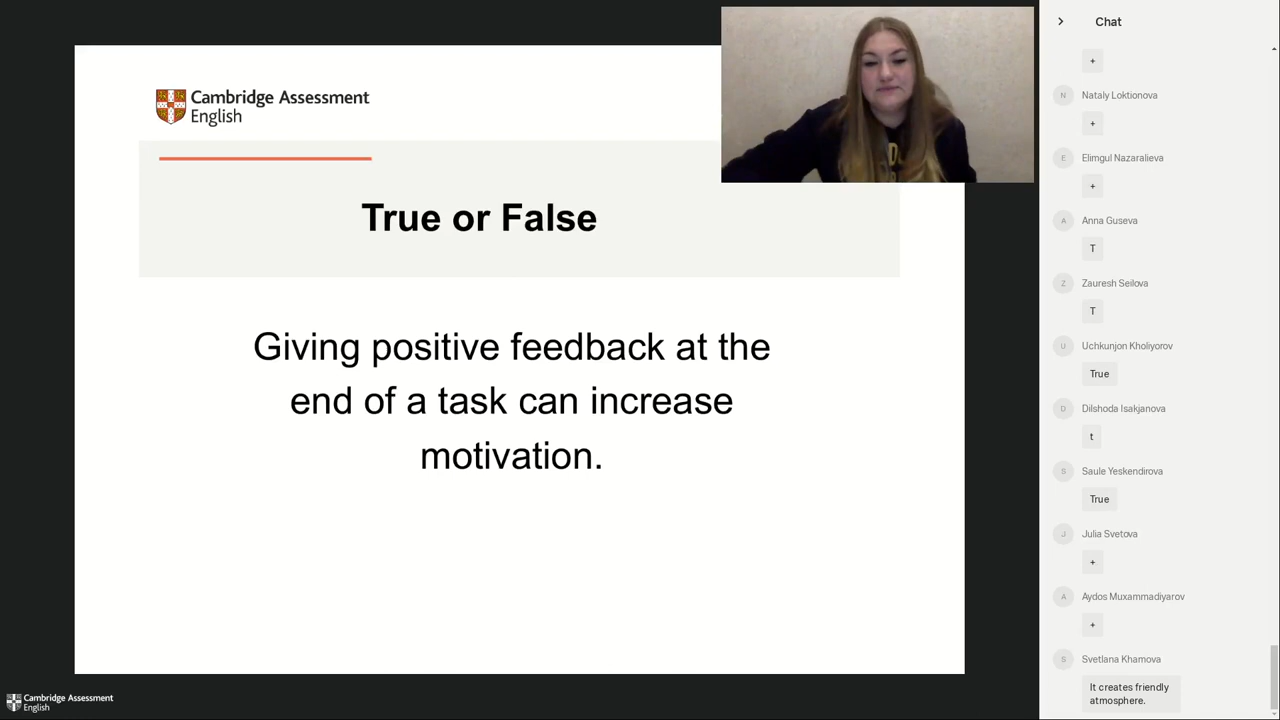 Cambridge Assessment
English
True or False
Giving positive feedback at the
end of a task can increase
motivation.
Cambridge Assessment
English
Chat
+
N Nataly Loktionova
+
E Elimgul Nazaralieva
+
A Anna Guseva
T
Z Zauresh Seilova
T
U Uchkunjon Kholiyorov
True
D Dilshoda Isakjanova
t
S Saule Yeskendirova
True
J Julia Svetova
+
A Aydos Muxammadiyarov
+
S Svetlana Khamova
It creates friendly
atmosphere.